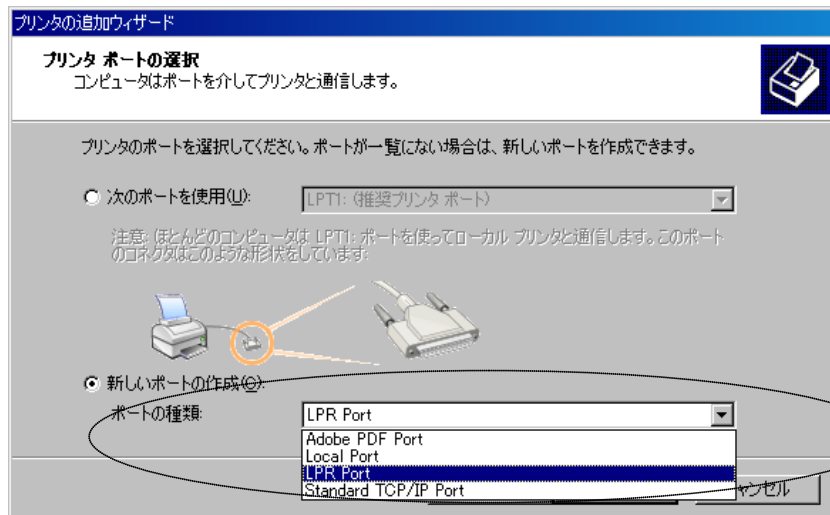 プリンタの追加ウィザード
プリンタ ポートの選択
コンピュータはポートを介してプリンタと通信します。
プリンタのポートを選択してください。ポートが一覧にない場合は、新しいポートを作成できます。
次のポートを使用(U):
LPT1: (推奨プリンタ ポート)
注意: ほとんどのコンピュータは LPT1: ポートを使ってローカル プリンタと通信します。このポート
のコネクタはこのような形状をしています:
新しいポートの作成(C):
ポートの種類:
LPR Port
Adobe PDF Port
Local Port
LPR Port
Standard TCP/IP Port
ャンセル